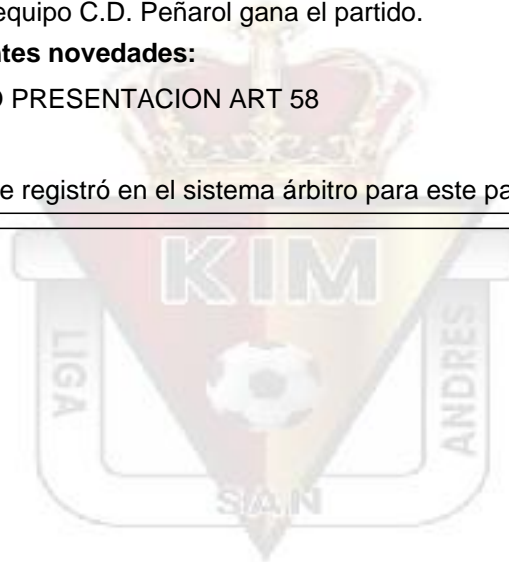 equipo C.D. Peñarol gana el partido.
ntes novedades:
PRESENTACION ART 58
e registró en el sistema árbitro para este pa
KIM
LIGA
ANDRES
SAN